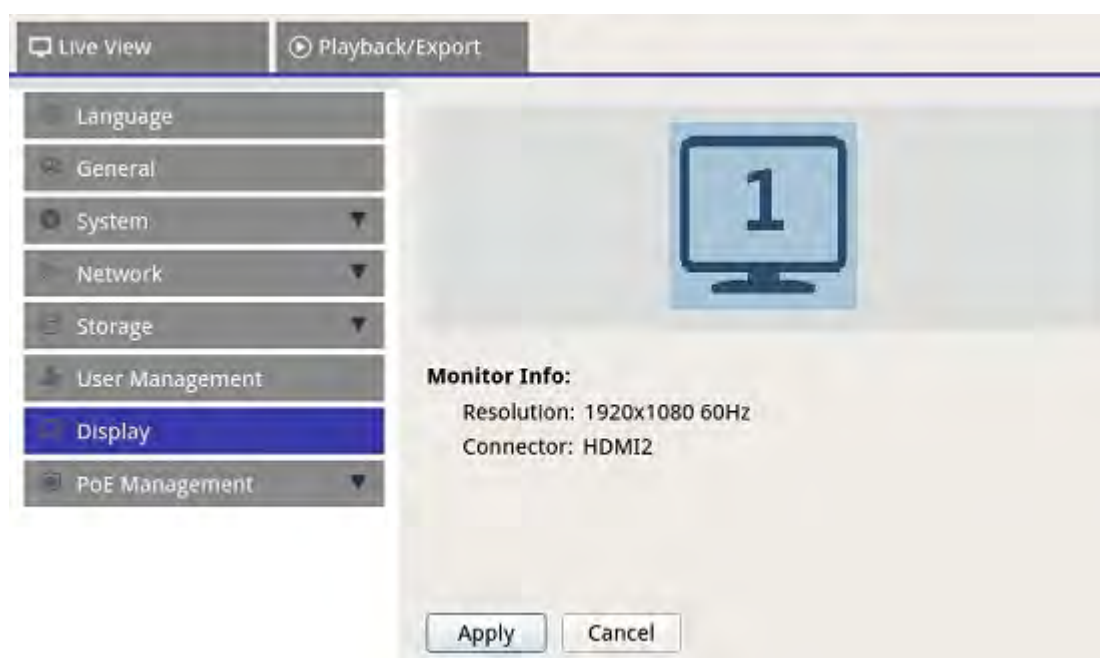 Live View
Playback/Export
Language
General
System
Network
Storage
User Management
Display
PoE Management
1
Monitor Info:
Resolution: 1920x1080 60Hz
Connector: HDMI2
Apply
Cancel